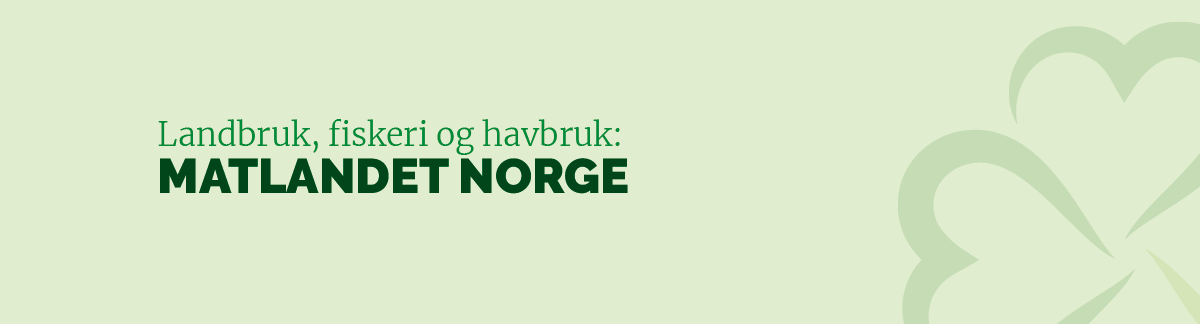 Landbruk, fiskeri og havbruk:
MATLANDET NORGE